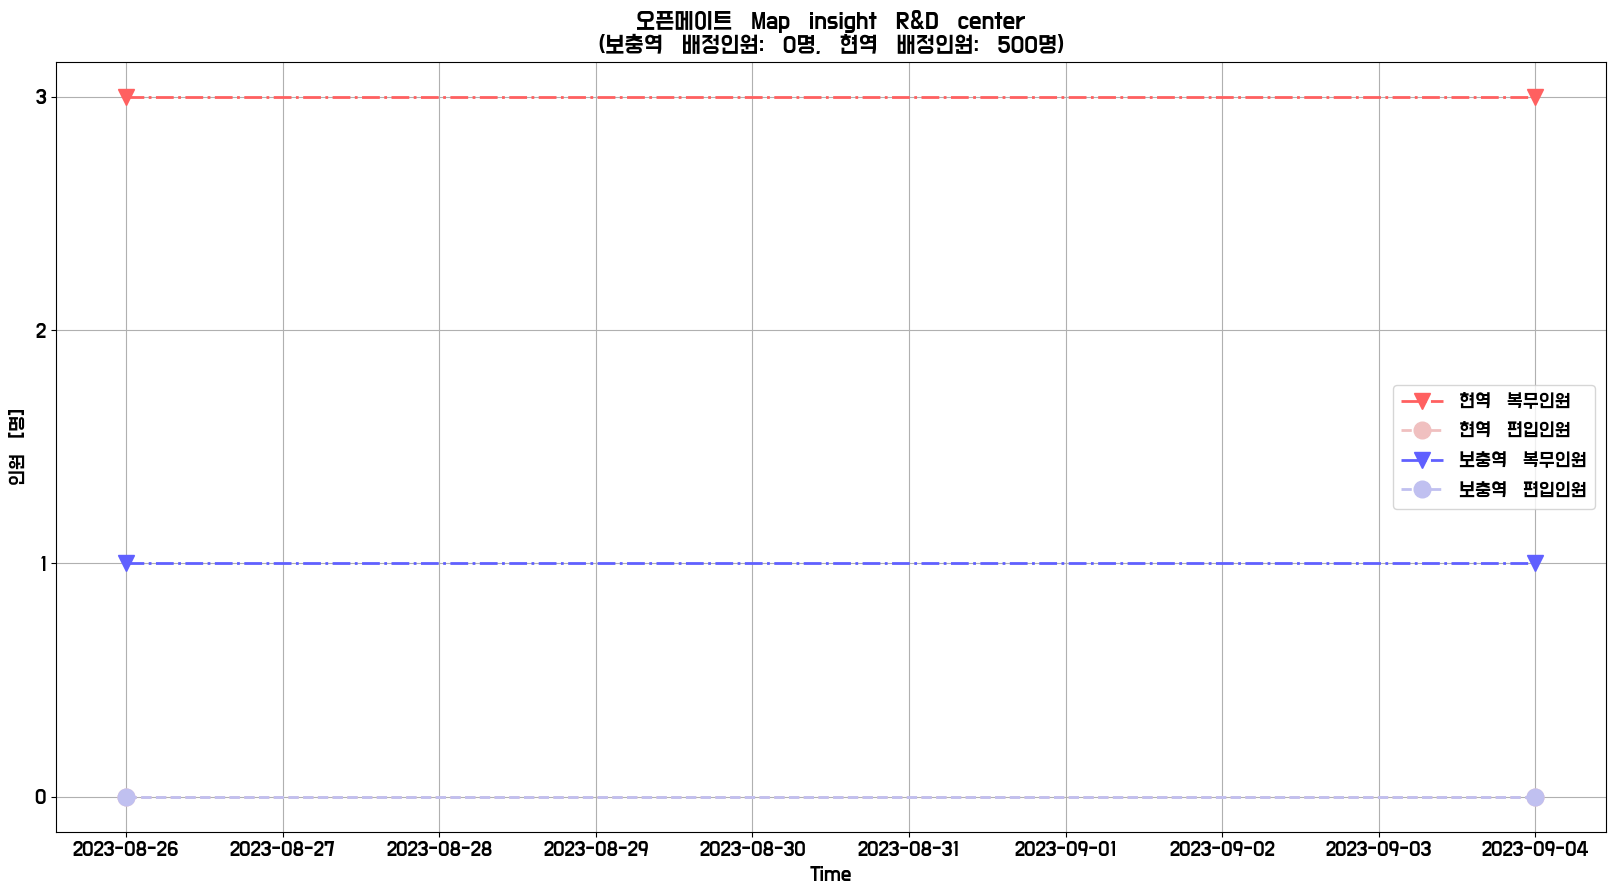 오픈메이트 Map insight R&D center
(보충역 배정인원: 0명, 현역 배정인원: 500명)
3
2
1
0
인원 [명]
현역 복무인원
현역 편입인원
보충역 복무인원
보충역 편입인원
2023-08-26 2023-08-27 2023-08-28 2023-08-29 2023-08-30 2023-08-31 2023-09-01 2023-09-02 2023-09-03 2023-09-04
Time